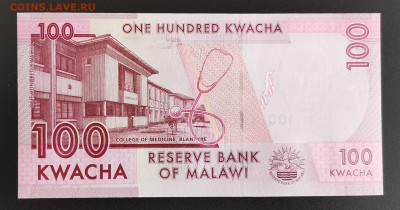 COINS.LAVE.RU
100
ONE HUNDRED KWACHA
100
COLLEGE OF MEDICINE, BLANTYRE
100
KWACHA
RESERVE BANK
OF MALAWI
100
KWACHA